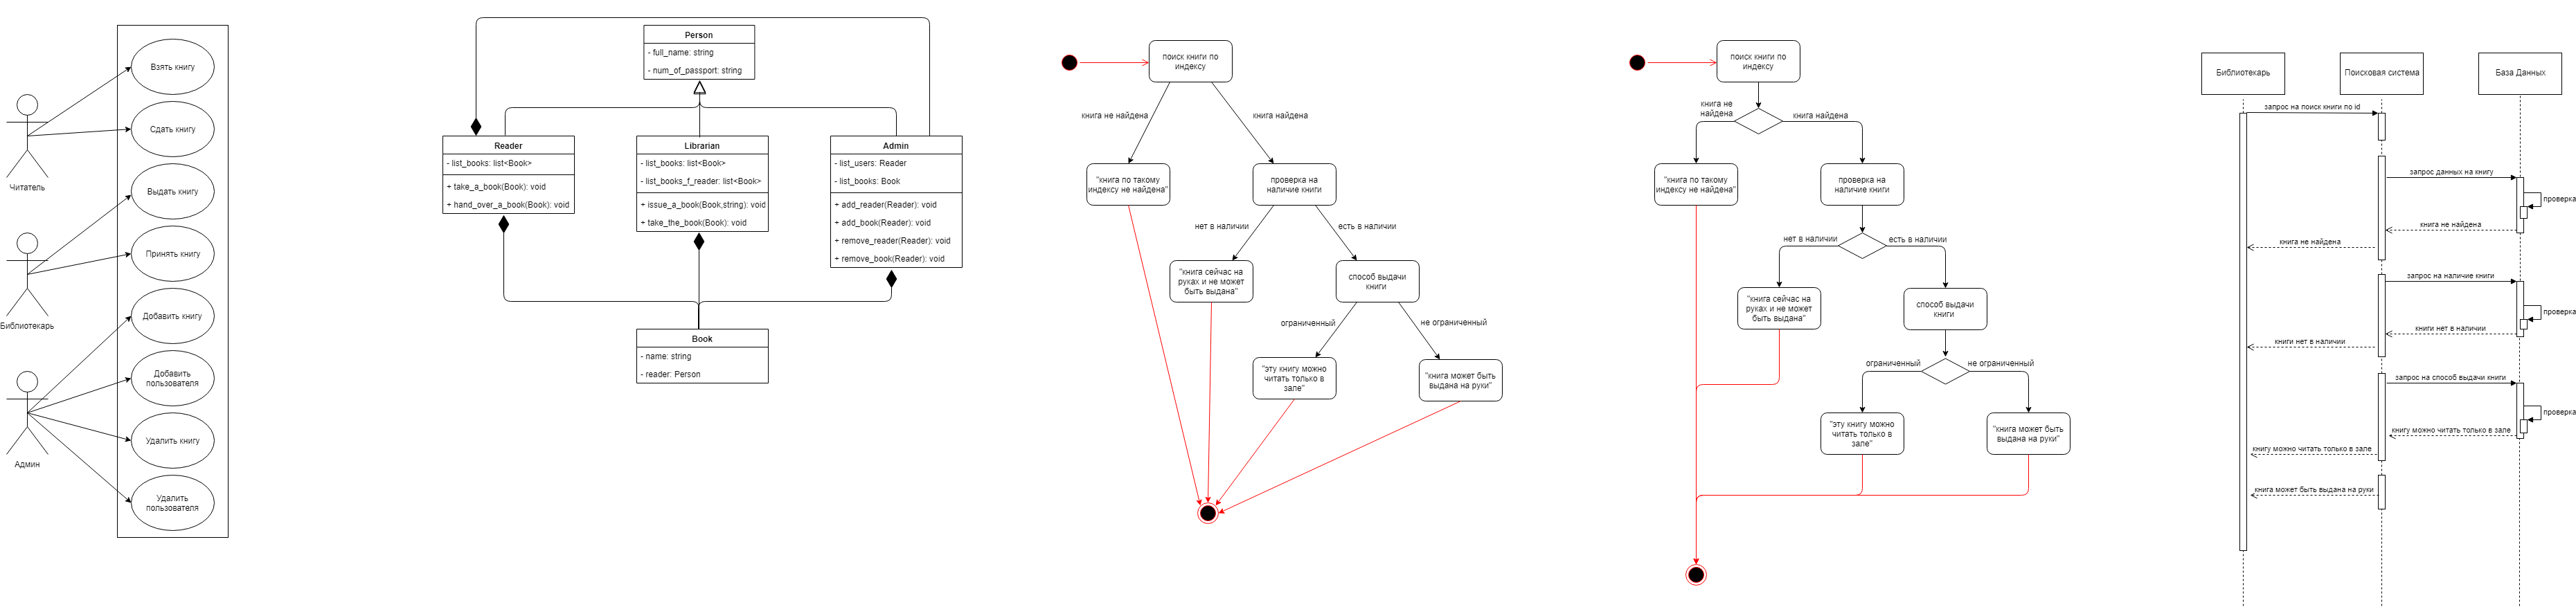 Взять книгу
Сдать книгу
Выдать книгу
Принять книгу
Добавить книгу
Добавить
пользователя
Удалить книгу
Удалить
пользователя
Читатель
Библиотекарь
Админ
Person
- full_name: string
- num_of_passport: string
Reader
- list_books: list<Book>
+ take_a_book(Book): void
+ hand_over_a_book(Book): void
Librarian
- list_books: list<Book>
- list_books_f_reader: list<Book>
+ issue_a_book(Book,string): void
+ take_the_book(Book): void
Admin
- list_users: Reader
- list_books: Book
+ add_reader(Reader): void
+ add_book(Reader): void
+ remove_reader(Reader): void
+ remove_book(Reader): void
Book
- name: string
- reader: Person
поиск книги по
индексу
книга не найдена
книга найдена
"книга по такому
индексу не найдена"
проверка на
наличие книги
нет в наличии
есть в наличии
"книга сейчас на
руках и не может
быть выдана"
способ выдачи
книги
ограниченный
не ограниченный
"эту книгу можно
читать только в
зале"
"книга может быть
выдана на руки"
поиск книги по
индексу
книга не
найдена
книга найдена
"книга по такому
индексу не найдена"
проверка на
наличие книги
нет в наличии
есть в наличии
"книга сейчас на
руках и не может
быть выдана"
способ выдачи
книги
ограниченный
не ограниченный
"эту книгу можно
читать только в
зале"
"книга может быть
выдана на руки"
Библиотекарь
Поисковая система
База Данных
запрос на поиск книги по id
запрос данных на книгу
проверка
книга не найдена
книга не найдена
запрос на наличие книги
проверка
книги нет в наличии
книги нет в наличии
запрос на способ выдачи книги
проверка
книгу можно читать только в зале
книгу можно читать только в зале
книга может быть выдана на руки